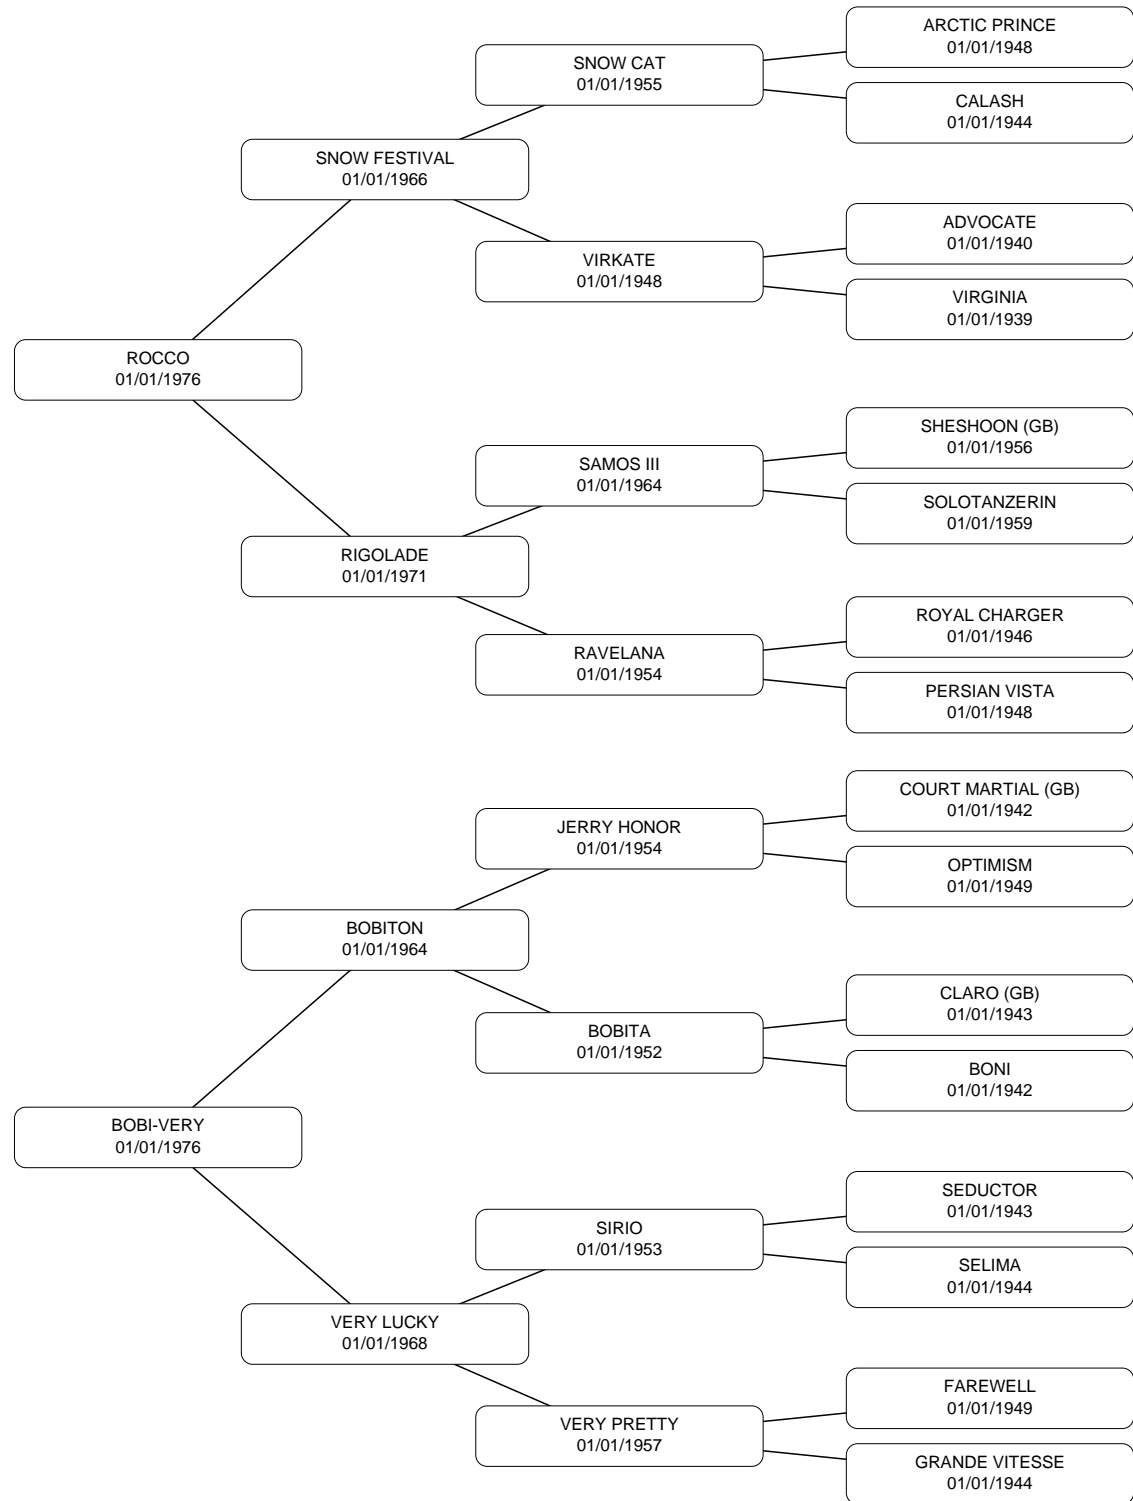 ARCTIC PRINCE
01/01/1948
SNOW CAT
01/01/1955
CALASH
01/01/1944
SNOW FESTIVAL
01/01/1966
ADVOCATE
01/01/1940
VIRKATE
01/01/1948
VIRGINIA
01/01/1939
ROCCO
01/01/1976
SHESHOON (GB)
01/01/1956
SAMOS III
01/01/1964
SOLOTANZERIN
01/01/1959
RIGOLADE
01/01/1971
ROYAL CHARGER
01/01/1946
RAVELANA
01/01/1954
PERSIAN VISTA
01/01/1948
COURT MARTIAL (GB)
01/01/1942
JERRY HONOR
01/01/1954
OPTIMISM
01/01/1949
BOBITON
01/01/1964
CLARO (GB)
01/01/1943
BOBITA
01/01/1952
BONI
01/01/1942
BOBI-VERY
01/01/1976
SEDUCTOR
01/01/1943
SIRIO
01/01/1953
SELIMA
01/01/1944
VERY LUCKY
01/01/1968
FAREWELL
01/01/1949
VERY PRETTY
01/01/1957
GRANDE VITESSE
01/01/1944